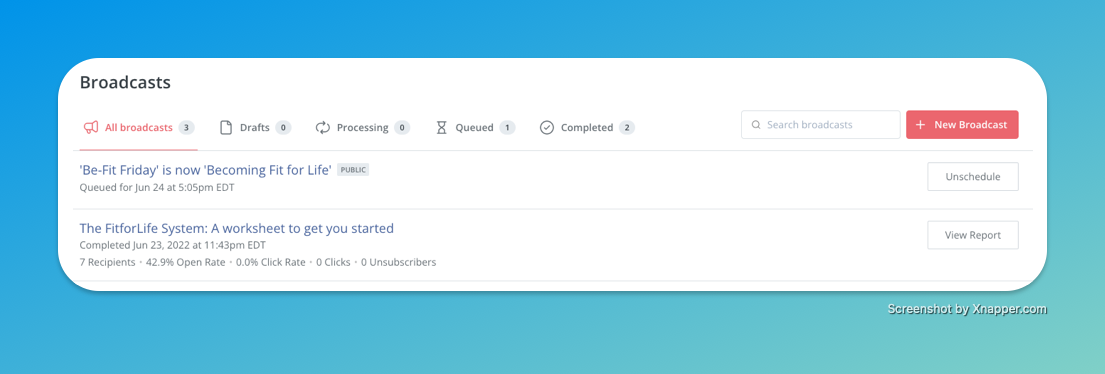 Broadcasts
All broadcasts 3 Drafts 0 Processing 0 Queued 1 Completed 2 Search broadcasts + New Broadcast
'Be-Fit Friday' is now 'Becoming Fit for Life' PUBLIC
Queued for Jun 24 at 5:05pm EDT
Unschedule
The FitforLife System: A worksheet to get you started
Completed Jun 23, 2022 at 11:43pm EDT
View Report
7 Recipients · 42.9% Open Rate · 0.0% Click Rate · 0 Clicks · 0 Unsubscribers
Screenshot by Xnapper.com